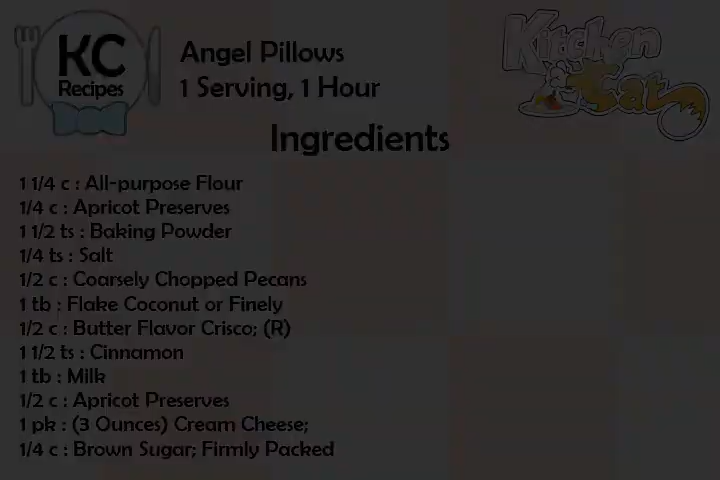 KC
Recipes
Angel Pillows
1 Serving, 1 Hour
Kitchen
Cat
Ingredients
1 1/4 c : All-purpose Flour
1/4 c : Apricot Preserves
1 1/2 ts : Baking Powder
1/4 ts : Salt
1/2 c : Coarsely Chopped Pecans
1 tb : Flake Coconut or Finely
1/2 c : Butter Flavor Crisco; (R)
1 1/2 ts : Cinnamon
1 tb : Milk
1/2 c : Apricot Preserves
1 pk : (3 Ounces) Cream Cheese;
1/4 c : Brown Sugar; Firmly Packed